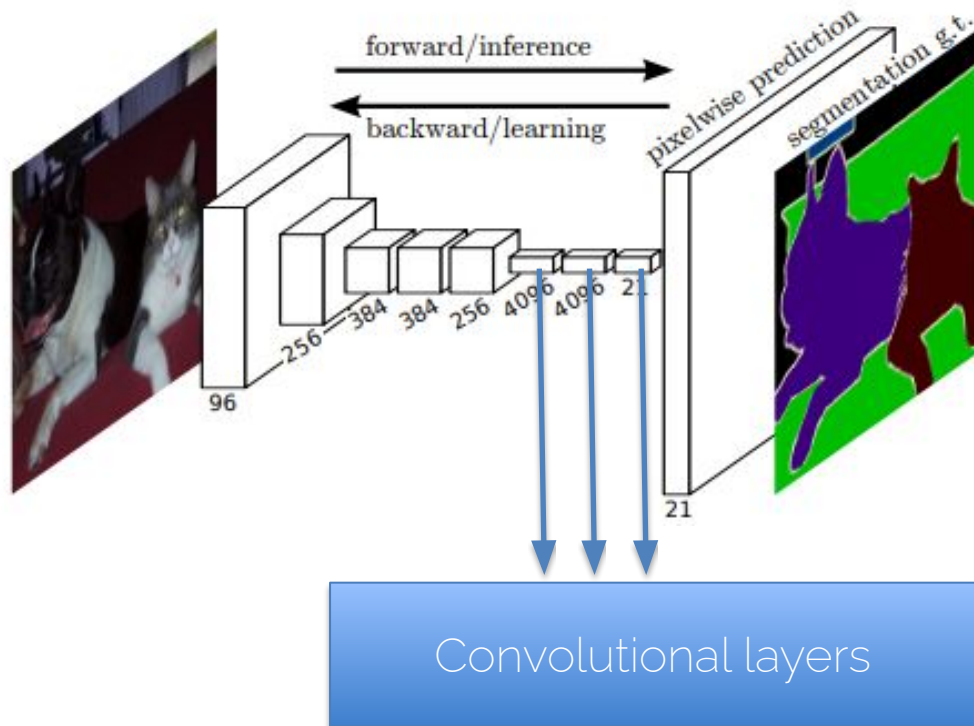 forward/inference
backward/learning
pixelwise prediction
segmentation g.t.
96
256
384
384
256
4096
4096
21
21
Convolutional layers